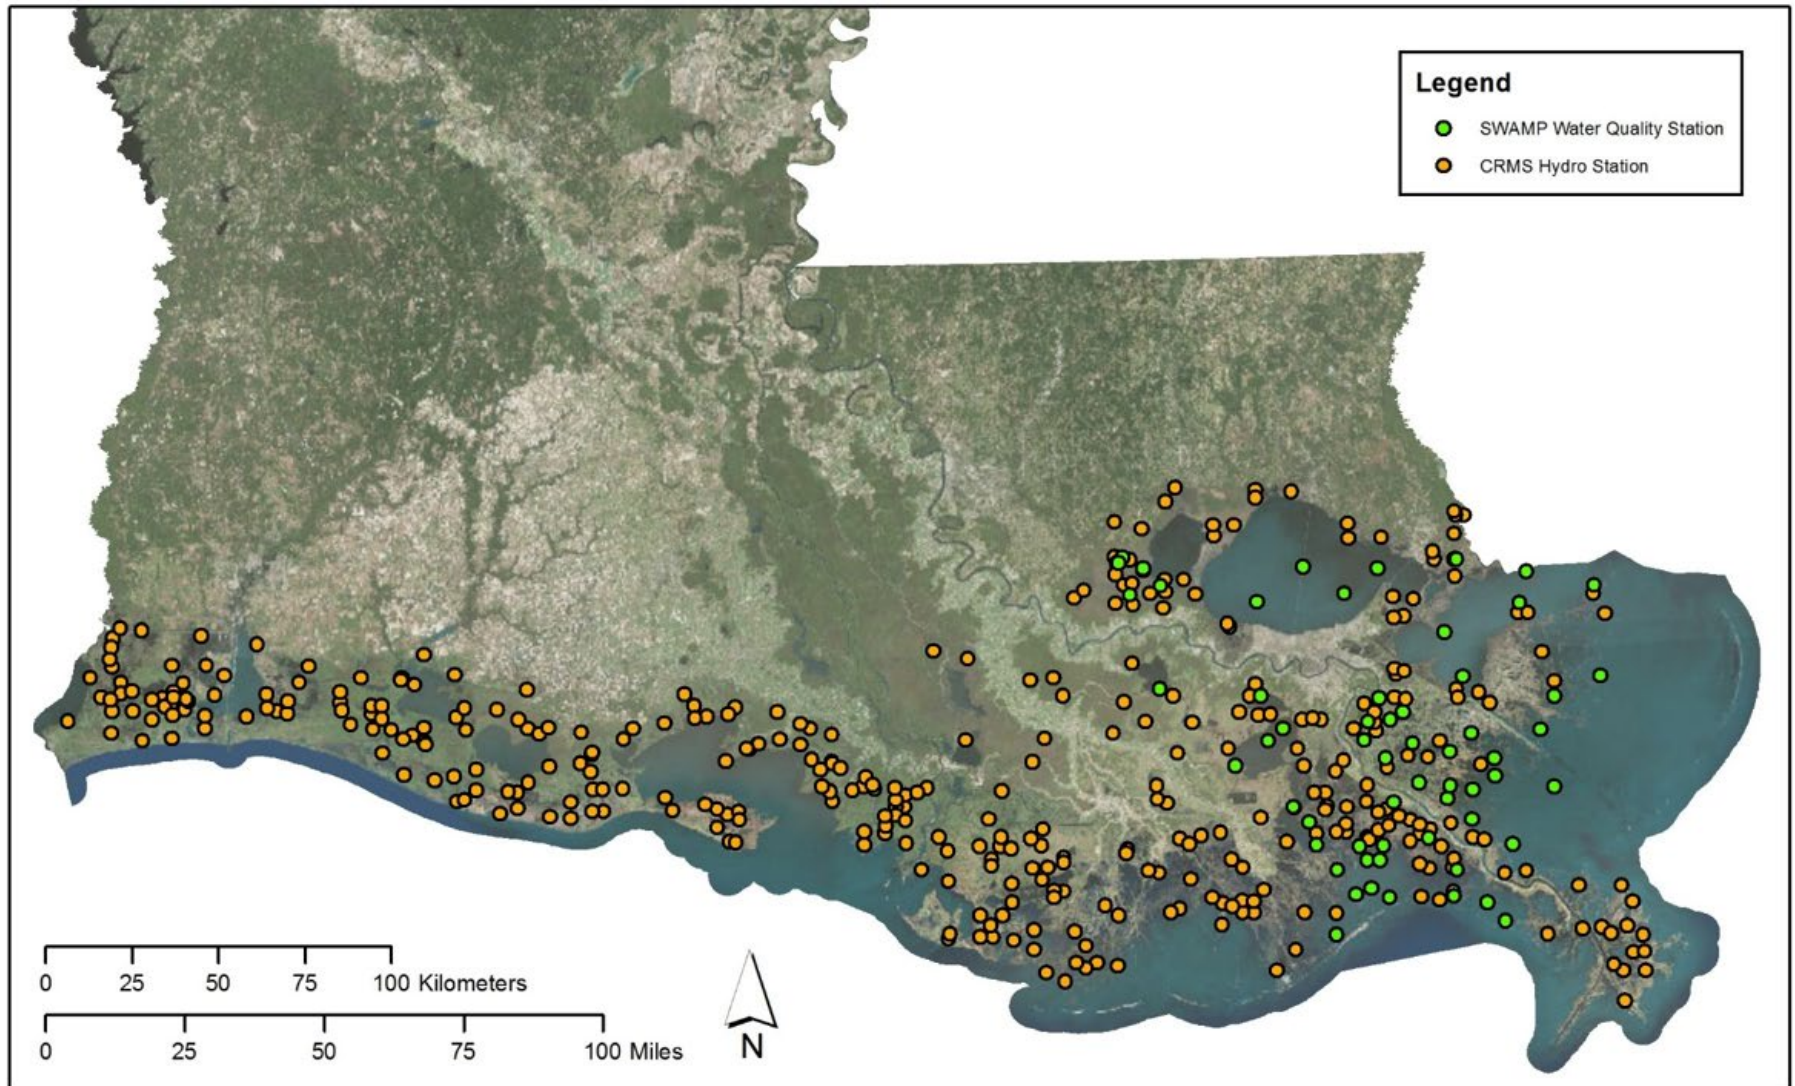 Legend
SWAMP Water Quality Station
CRMS Hydro Station
0 25 50 75 100 Kilometers
0 25 50 75 100 Miles
N